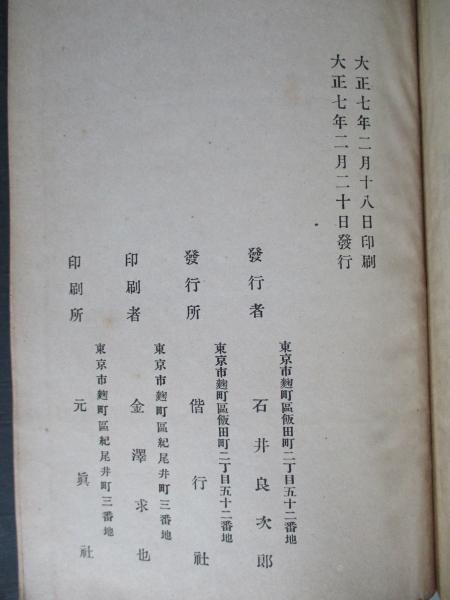 大正七年二月十八日印刷
大正七年二月二十日發行
東京市麴町區飯田町二丁目五十二番地
發行者 石井良次郎
東京市麴町區飯田町二丁目五十二番地
發行所 偕行社
東京市麴町區紀尾井町三番地
印刷者 金澤求也
東京市麴町區紀尾井町三番地
印刷所 元眞社